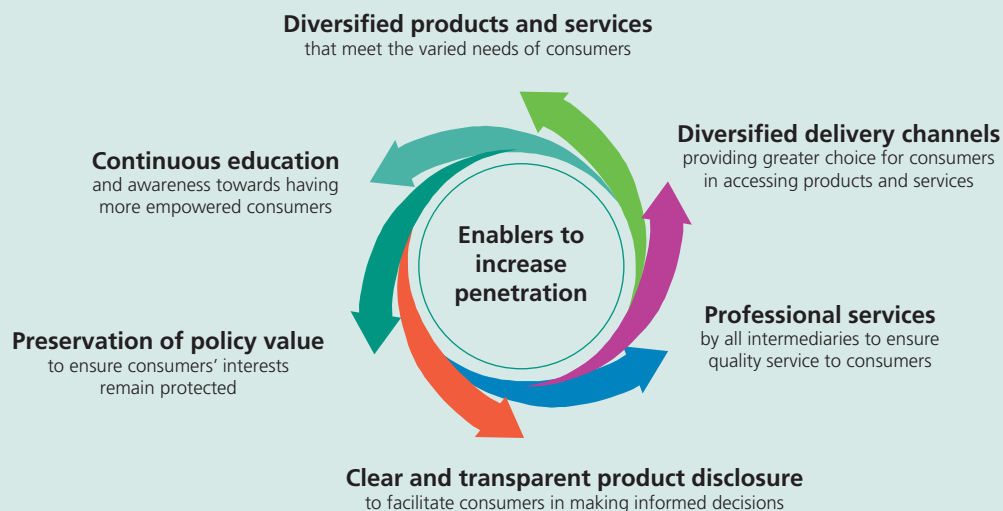 Diversified products and services
that meet the varied needs of consumers
Diversified delivery channels
providing greater choice for consumers
in accessing products and services
Professional services
by all intermediaries to ensure
quality service to consumers
Clear and transparent product disclosure
to facilitate consumers in making informed decisions
Preservation of policy value
to ensure consumers’ interests
remain protected
Continuous education
and awareness towards having
more empowered consumers
Enablers to
increase
penetration